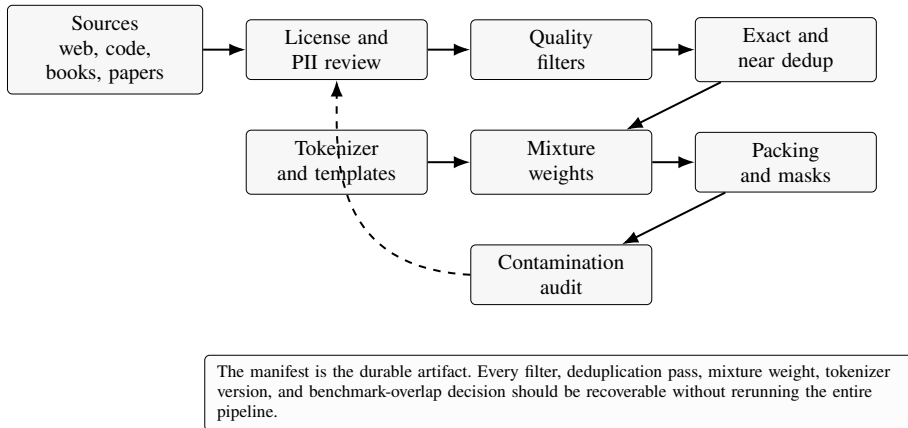 Sources
web, code,
books, papers
License and
PII review
Quality
filters
Exact and
near dedup
Tokenizer
and templates
Mixture
weights
Packing
and masks
Contamination
audit
The manifest is the durable artifact. Every filter, deduplication pass, mixture weight, tokenizer
version, and benchmark-overlap decision should be recoverable without rerunning the entire
pipeline.